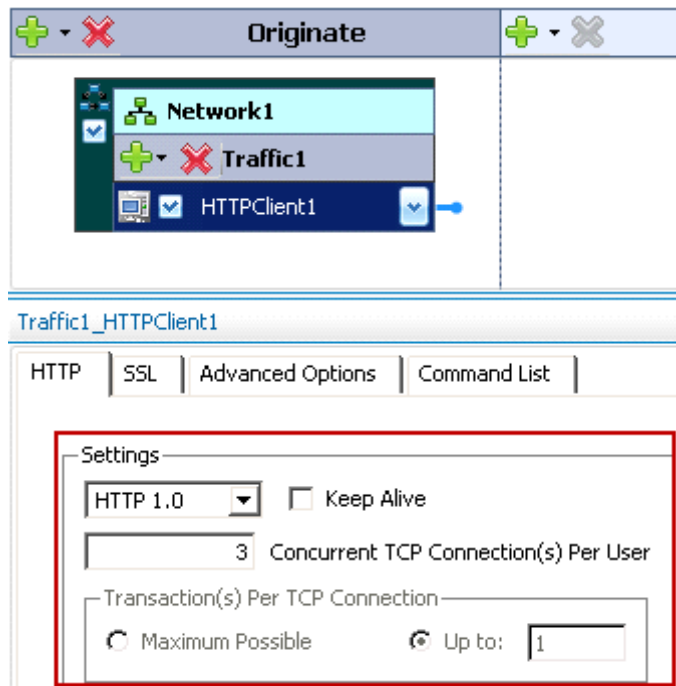 Originate
Network1
Traffic1
HTTPClient1
Traffic1_HTTPClient1
HTTP SSL Advanced Options Command List
Settings
HTTP 1.0 Keep Alive
3 Concurrent TCP Connection(s) Per User
Transaction(s) Per TCP Connection
Maximum Possible Up to: 1